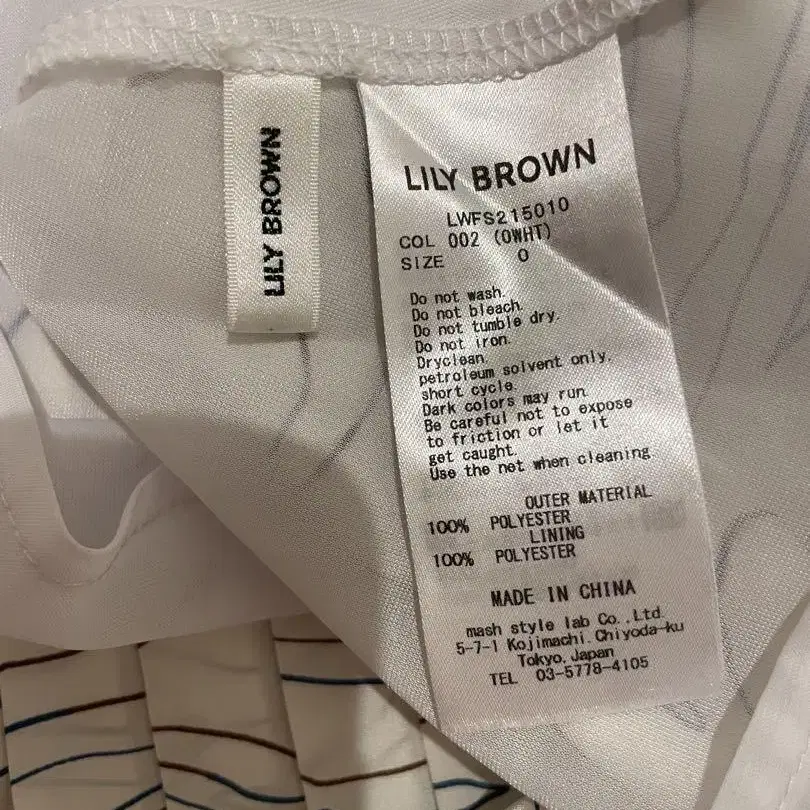 LILY BROWN
LILY BROWN
LWFS215010
COL 002 (OWHT)
SIZE 0
Do not wash.
Do not bleach.
Do not tumble dry.
Do not iron.
Dryclean.
petroleum solvent only.
short cycle.
Dark colors may run.
Be careful not to expose
to friction or let it
get caught.
Use the net when cleaning
OUTER MATERIAL
100% POLYESTER
LINING
100% POLYESTER
MADE IN CHINA
mash style lab Co.,Ltd.
5-7-1 Kojimachi.Chiyoda-ku
Tokyo.Japan
TEL 03-5778-4105